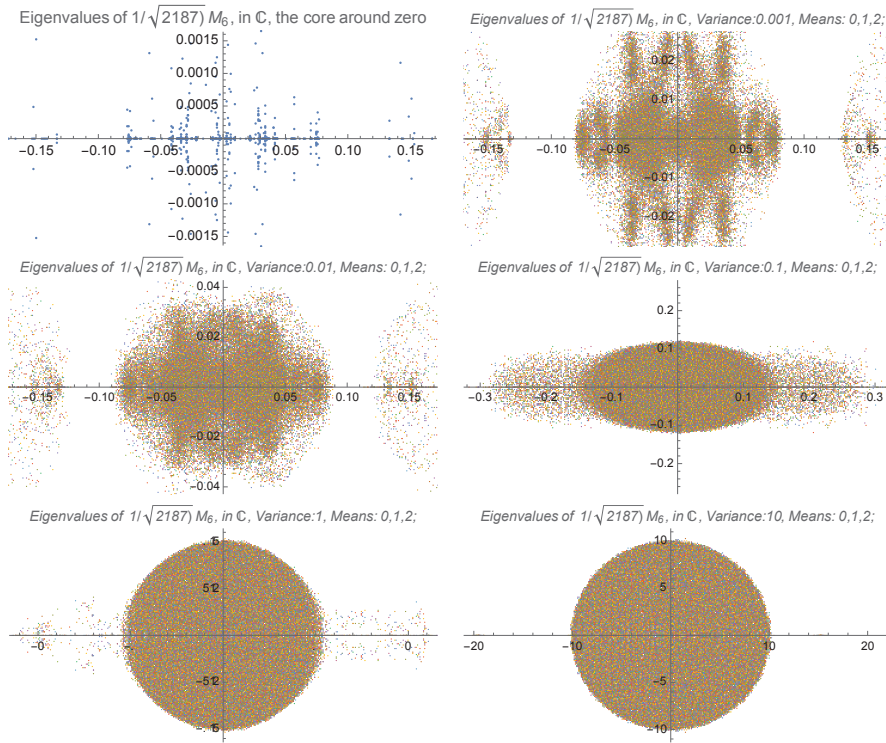 Eigenvalues of 1/√2187) M₆, in ℂ, the core around zero
0.0015
0.0010
0.0005
−0.15 −0.10 −0.05 0.05 0.10 0.15
−0.0005
−0.0010
−0.0015
Eigenvalues of 1/√2187) M₆, in ℂ, Variance:0.001, Means: 0,1,2;
0.02
0.01
−0.15 −0.10 −0.05 0.05 0.10 0.15
−0.01
−0.02
Eigenvalues of 1/√2187) M₆, in ℂ, Variance:0.01, Means: 0,1,2;
0.04
0.02
−0.15 −0.10 −0.05 0.05 0.10 0.15
−0.02
−0.04
Eigenvalues of 1/√2187) M₆, in ℂ, Variance:0.1, Means: 0,1,2;
0.2
0.1
−0.3 −0.2 −0.1 0.1 0.2 0.3
−0.1
−0.2
Eigenvalues of 1/√2187) M₆, in ℂ, Variance:1, Means: 0,1,2;
Eigenvalues of 1/√2187) M₆, in ℂ, Variance:10, Means: 0,1,2;
10
5
−20 −10 10 20
−5
−10